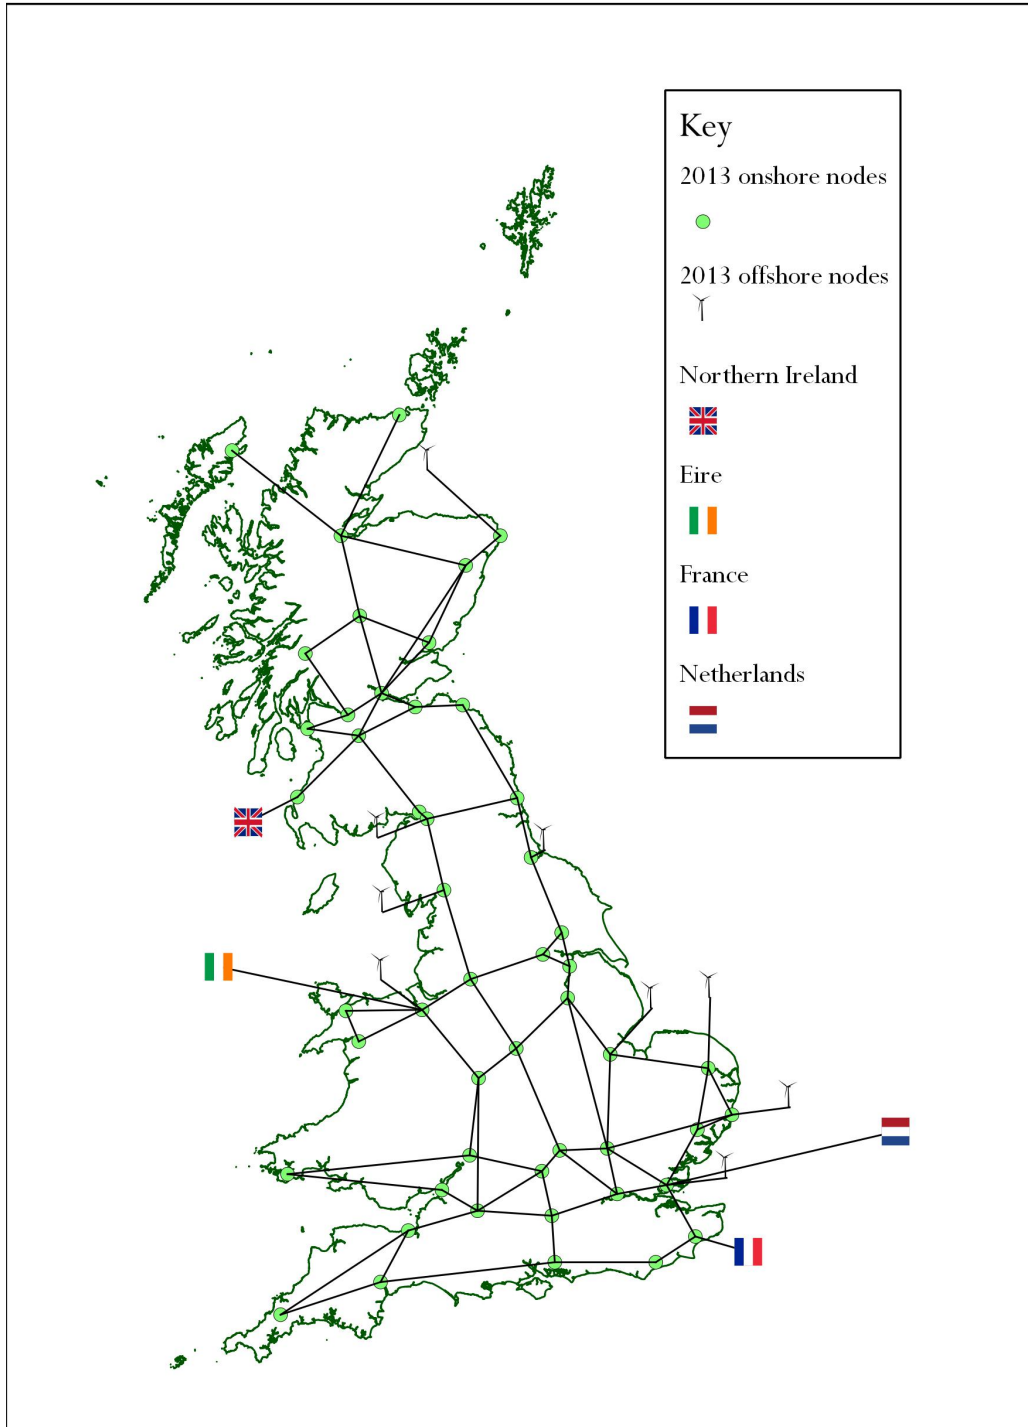 Key
2013 onshore nodes
2013 offshore nodes
Northern Ireland
Eire
France
Netherlands